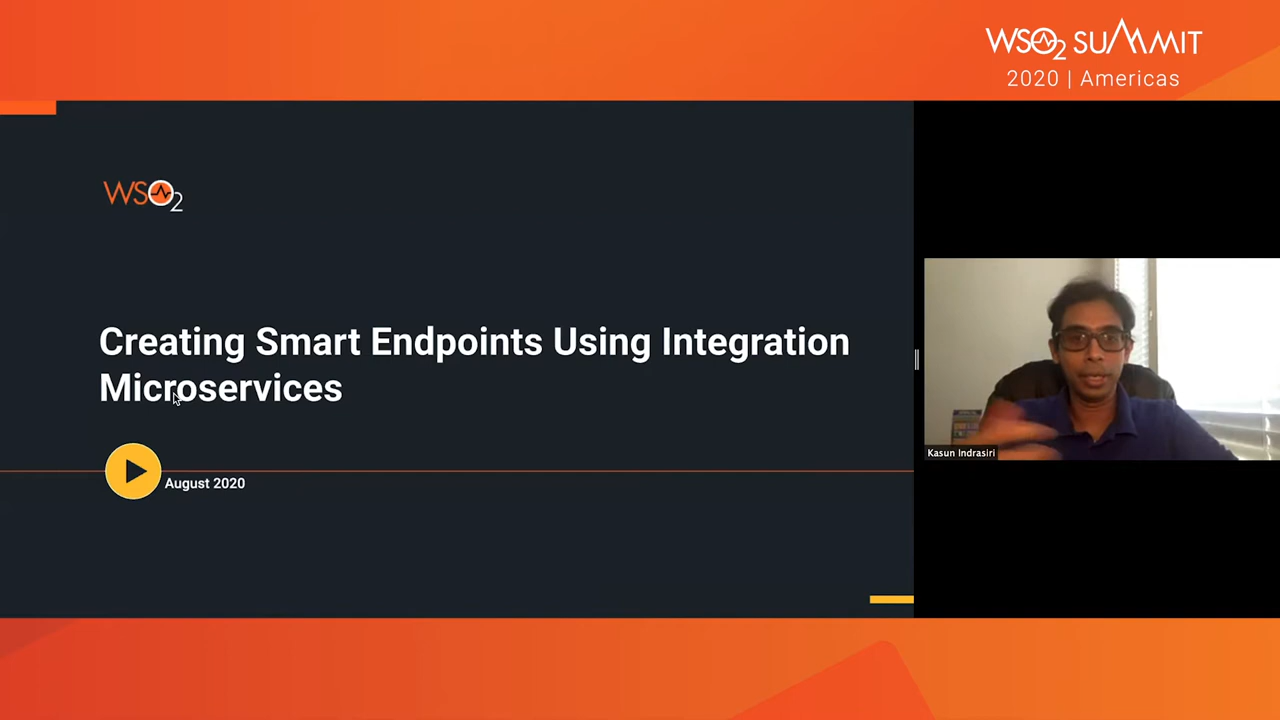 WSO2 SUMMIT
2020 | Americas
WSO2
Creating Smart Endpoints Using Integration
Microservices
August 2020
Kasun Indrasiri